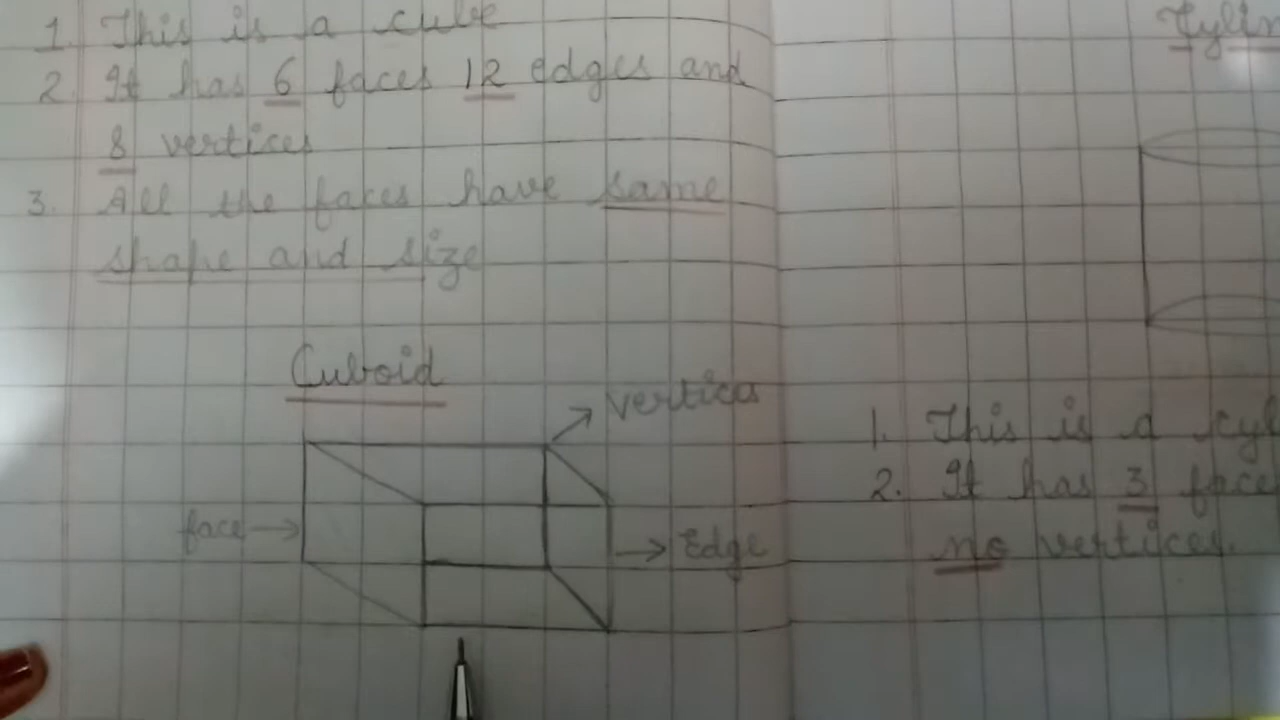 1. This is a cube
2. It has 6 faces 12 edges and
8 vertices
3. All the faces have same
shape and size
Cuboid
vertices
face
Edge
1. This is a
2. It has 3 faces
no vertices.